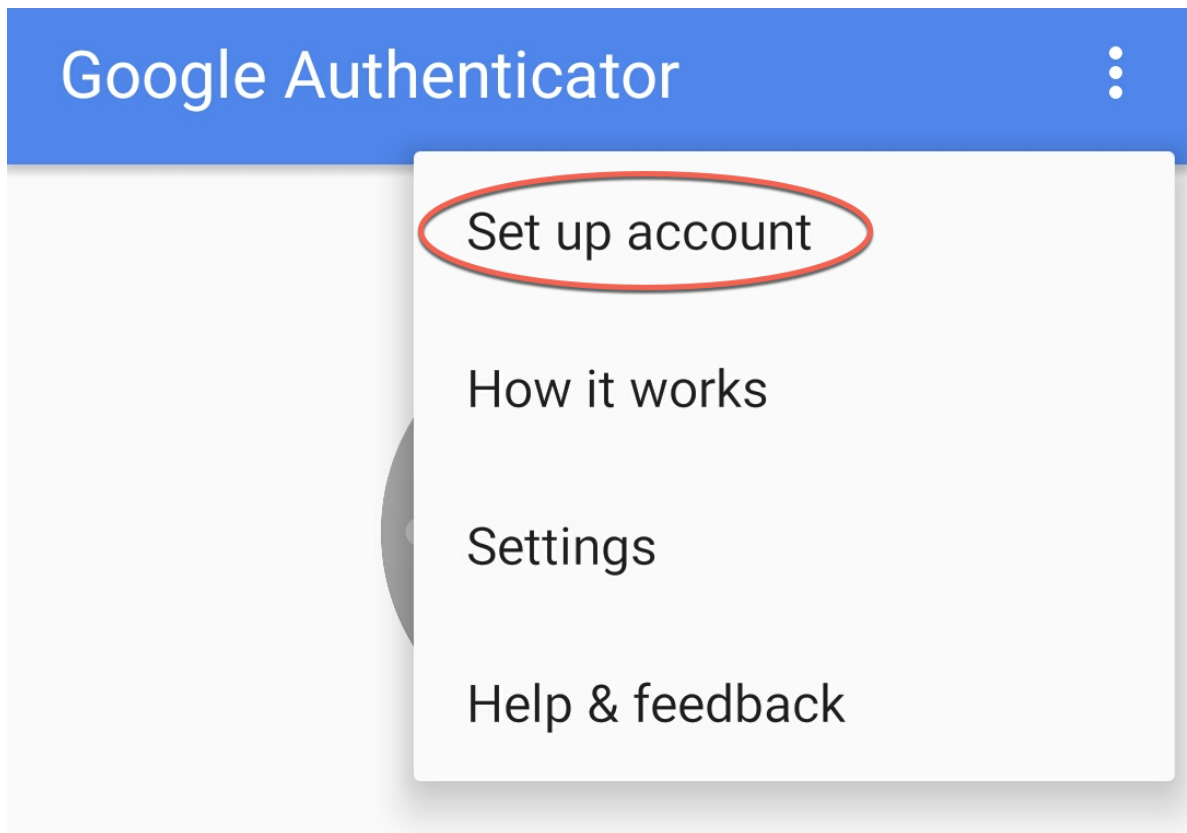 Google Authenticator
Set up account
How it works
Settings
Help & feedback